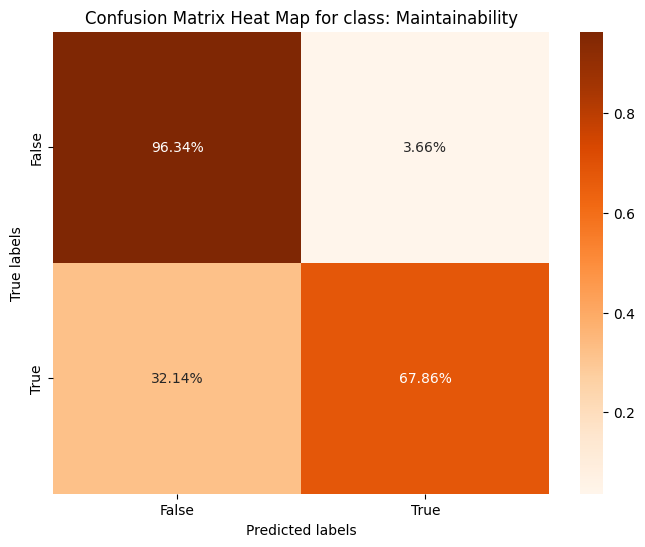 Confusion Matrix Heat Map for class: Maintainability
True labels
False
True
96.34%
3.66%
32.14%
67.86%
False
True
Predicted labels
0.8
0.6
0.4
0.2